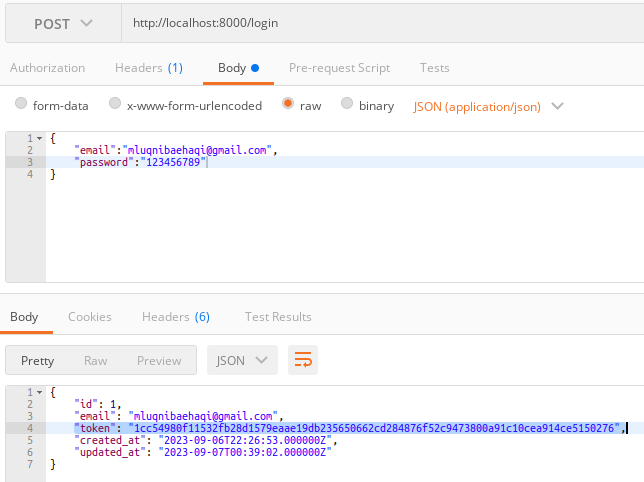 POST http://localhost:8000/login
Authorization Headers (1) Body Pre-request Script Tests
form-data x-www-form-urlencoded raw binary JSON (application/json)
1 {
2 "email":"mluqnibaehaqi@gmail.com",
3 "password":"123456789"
4 }
Body Cookies Headers (6) Test Results
Pretty Raw Preview JSON
1 {
2 "id": 1,
3 "email": "mluqnibaehaqi@gmail.com",
4 "token": "1cc54980f11532fb28d1579eaae19db235650662cd284876f52c9473800a91c10cea914ce5150276",
5 "created_at": "2023-09-06T22:26:53.000000Z",
6 "updated_at": "2023-09-07T00:39:02.000000Z"
7 }